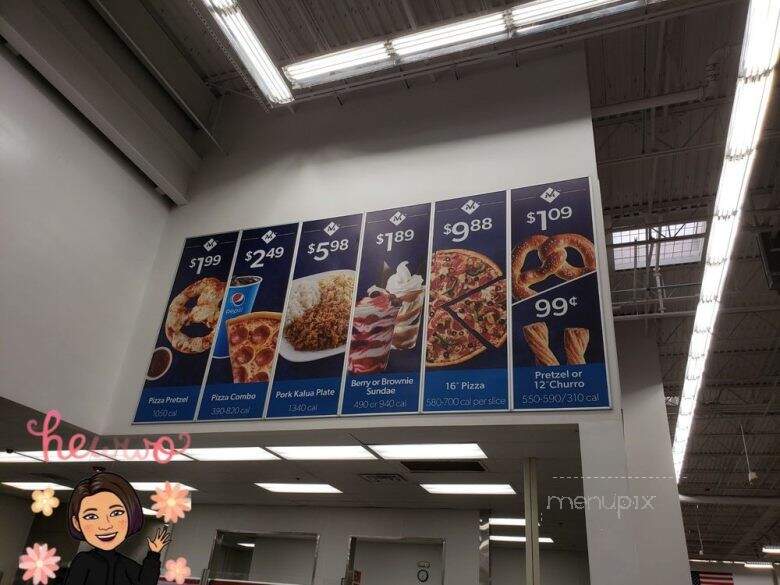 $1.99
Pizza Pretzel
1050 cal
$2.49
pepsi
Pizza Combo
390-820 cal
$5.98
Pork Kalua Plate
1340 cal
$1.89
Berry or Brownie
Sundae
490 or 940 cal
$9.88
16" Pizza
580-700 cal per slice
$1.09
99¢
Pretzel or
12" Churro
550-590/310 cal
hewwo
menupix